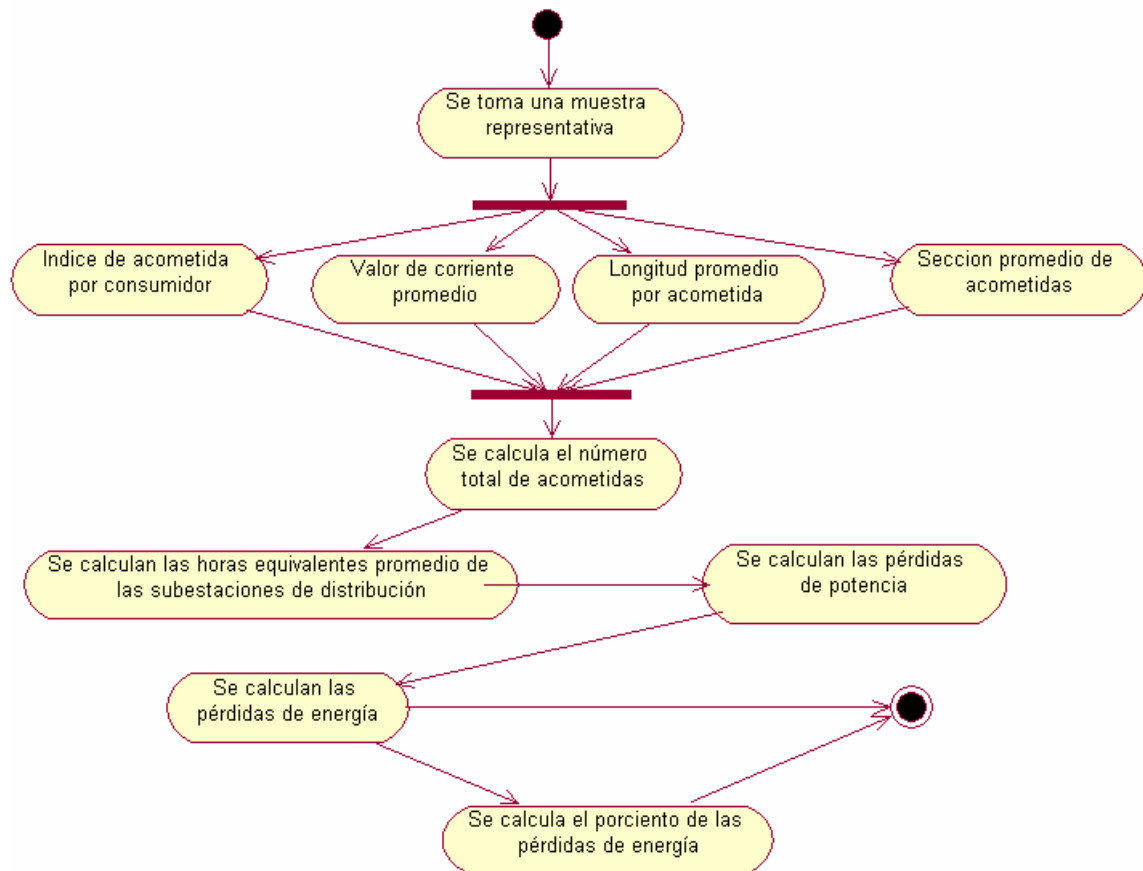 Se toma una muestra
representativa
Indice de acometida
por consumidor
Valor de corriente
promedio
Longitud promedio
por acometida
Seccion promedio de
acometidas
Se calcula el número
total de acometidas
Se calculan las horas equivalentes promedio de
las subestaciones de distribución
Se calculan las pérdidas
de potencia
Se calculan las
pérdidas de energía
Se calcula el porciento de las
pérdidas de energía